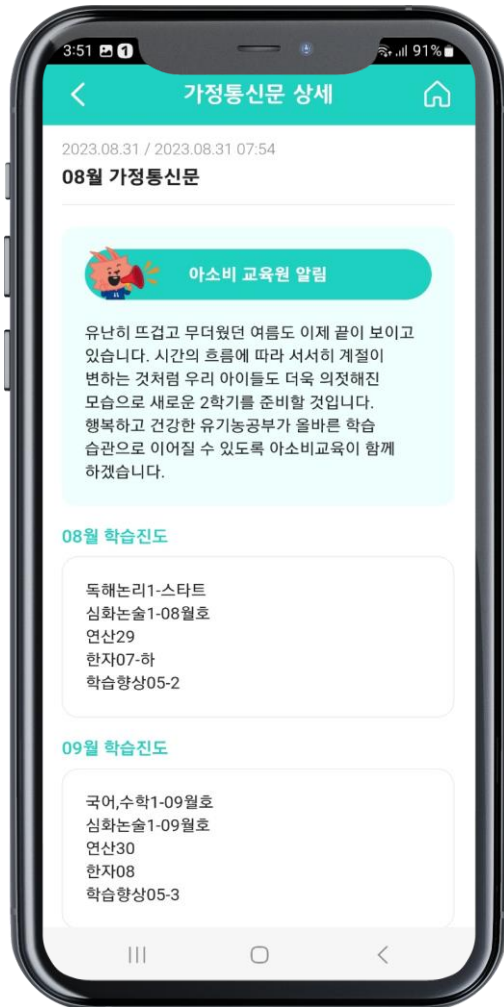 3:51
91%
가정통신문 상세
2023.08.31 / 2023.08.31 07:54
08월 가정통신문
아소비 교육원 알림
유난히 뜨겁고 무더웠던 여름도 이제 끝이 보이고
있습니다. 시간의 흐름에 따라 서서히 계절이
변하는 것처럼 우리 아이들도 더욱 의젓해진
모습으로 새로운 2학기를 준비할 것입니다.
행복하고 건강한 유기농공부가 올바른 학습
습관으로 이어질 수 있도록 아소비교육이 함께
하겠습니다.
08월 학습진도
독해논리1-스타트
심화논술1-08월호
연산29
한자07-하
학습향상05-2
09월 학습진도
국어,수학1-09월호
심화논술1-09월호
연산30
한자08
학습향상05-3